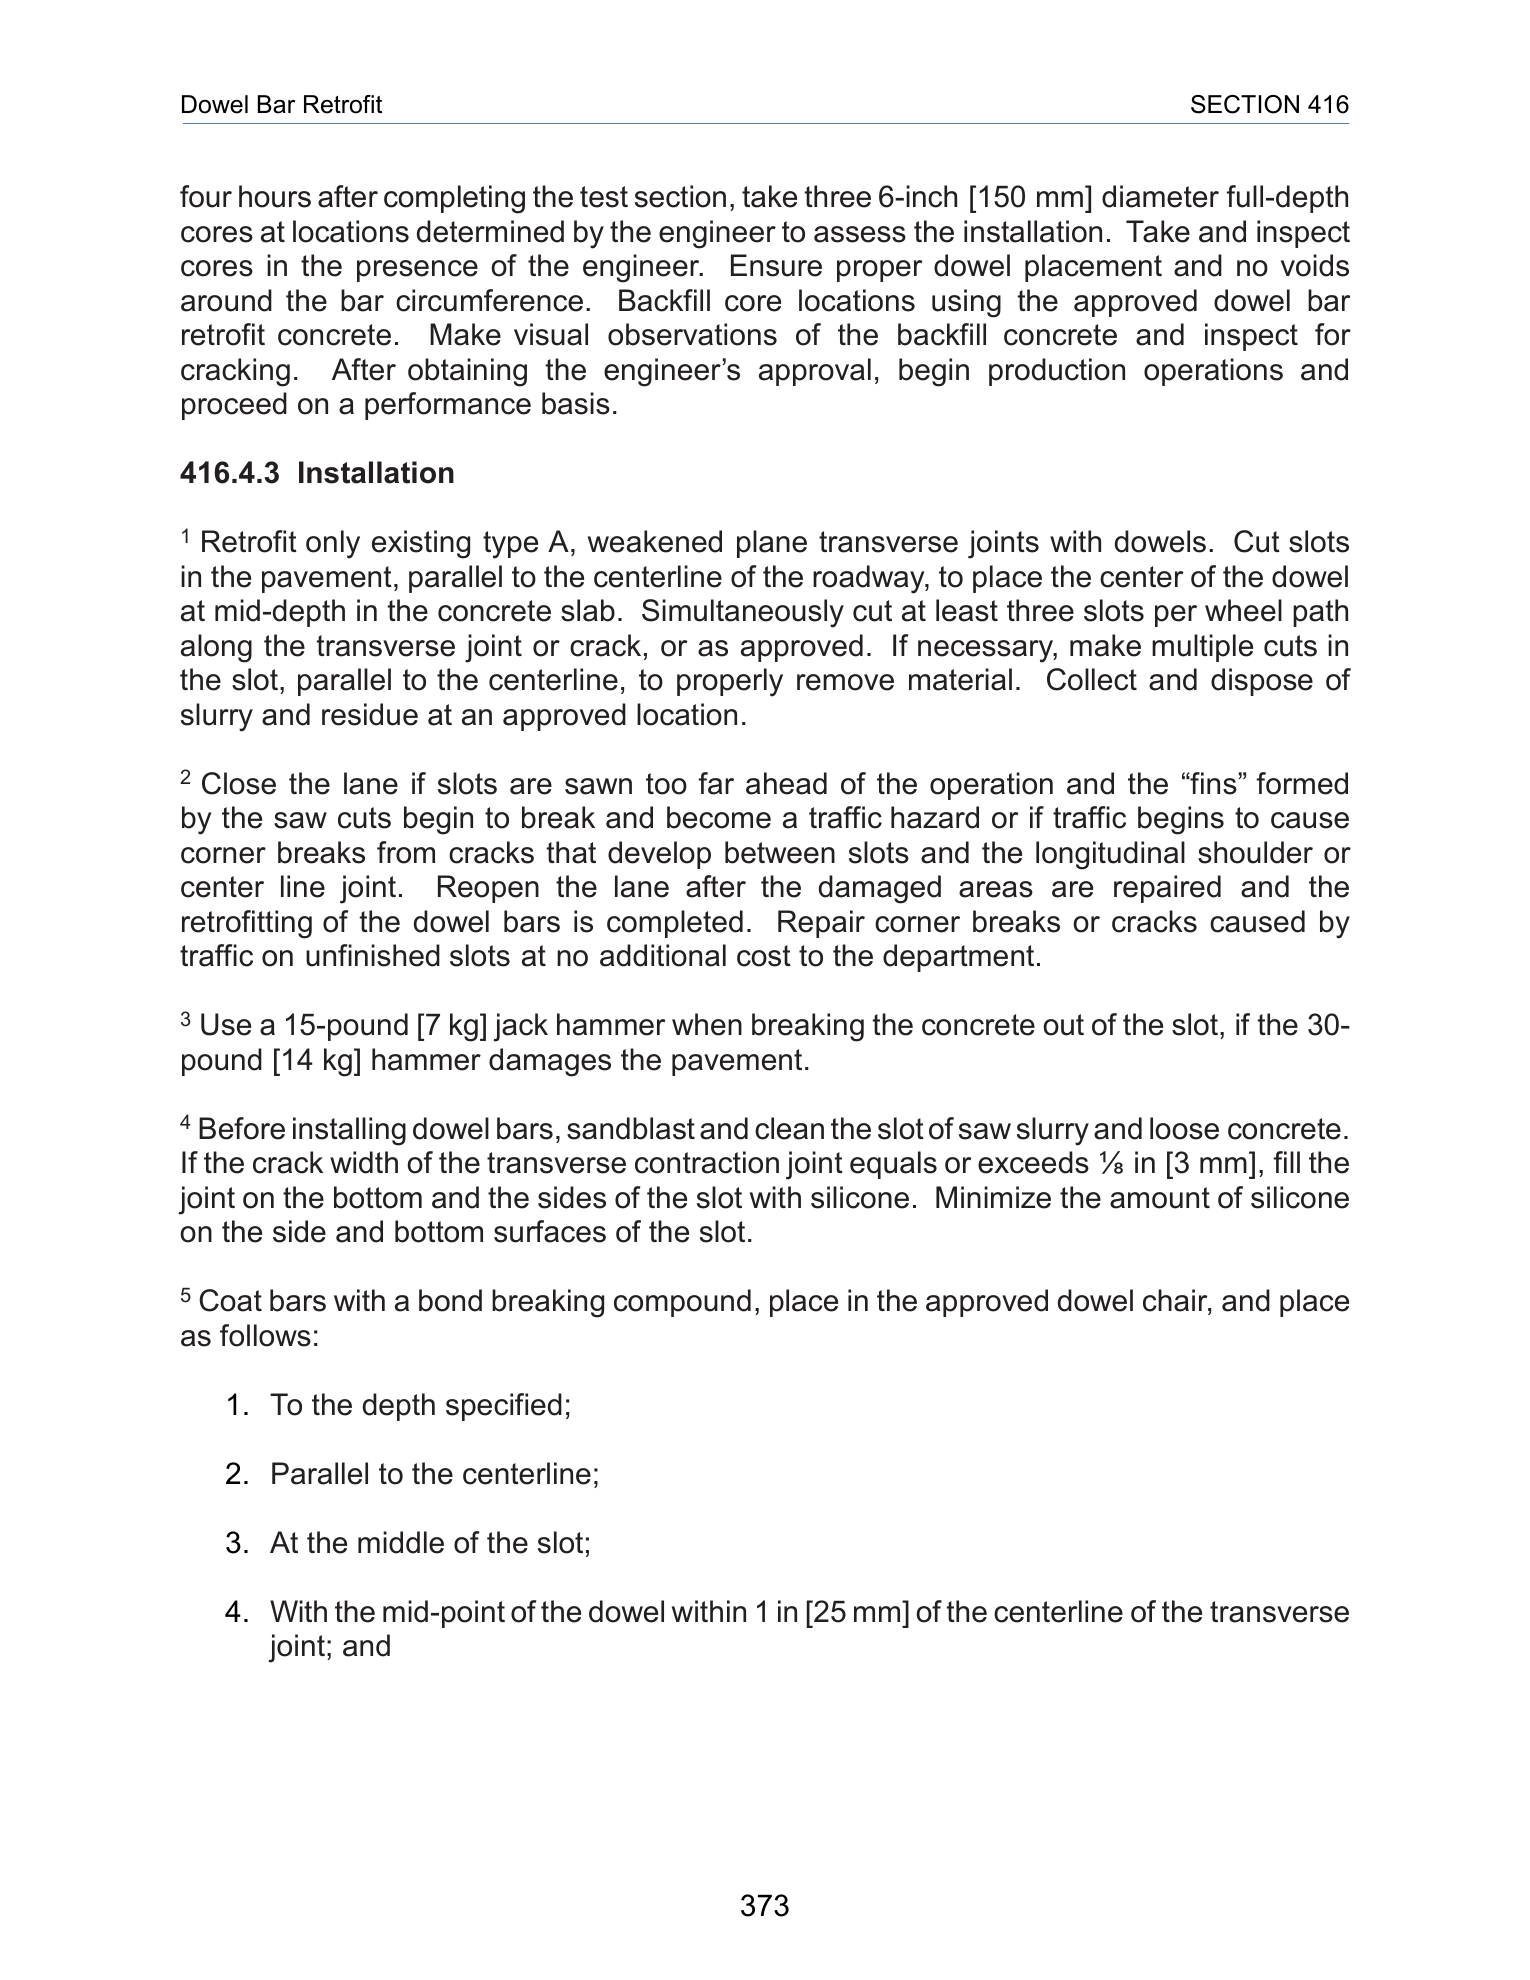 Dowel Bar Retrofit SECTION 416
four hours after completing the test section, take three 6-inch [150 mm] diameter full-depth
cores at locations determined by the engineer to assess the installation. Take and inspect
cores in the presence of the engineer. Ensure proper dowel placement and no voids
around the bar circumference. Backfill core locations using the approved dowel bar
retrofit concrete. Make visual observations of the backfill concrete and inspect for
cracking. After obtaining the engineer’s approval, begin production operations and
proceed on a performance basis.
416.4.3 Installation
1 Retrofit only existing type A, weakened plane transverse joints with dowels. Cut slots
in the pavement, parallel to the centerline of the roadway, to place the center of the dowel
at mid-depth in the concrete slab. Simultaneously cut at least three slots per wheel path
along the transverse joint or crack, or as approved. If necessary, make multiple cuts in
the slot, parallel to the centerline, to properly remove material. Collect and dispose of
slurry and residue at an approved location.
2 Close the lane if slots are sawn too far ahead of the operation and the “fins” formed
by the saw cuts begin to break and become a traffic hazard or if traffic begins to cause
corner breaks from cracks that develop between slots and the longitudinal shoulder or
center line joint. Reopen the lane after the damaged areas are repaired and the
retrofitting of the dowel bars is completed. Repair corner breaks or cracks caused by
traffic on unfinished slots at no additional cost to the department.
3 Use a 15-pound [7 kg] jack hammer when breaking the concrete out of the slot, if the 30-
pound [14 kg] hammer damages the pavement.
4 Before installing dowel bars, sandblast and clean the slot of saw slurry and loose concrete.
If the crack width of the transverse contraction joint equals or exceeds ⅛ in [3 mm], fill the
joint on the bottom and the sides of the slot with silicone. Minimize the amount of silicone
on the side and bottom surfaces of the slot.
5 Coat bars with a bond breaking compound, place in the approved dowel chair, and place
as follows:
1. To the depth specified;
2. Parallel to the centerline;
3. At the middle of the slot;
4. With the mid-point of the dowel within 1 in [25 mm] of the centerline of the transverse
joint; and
373